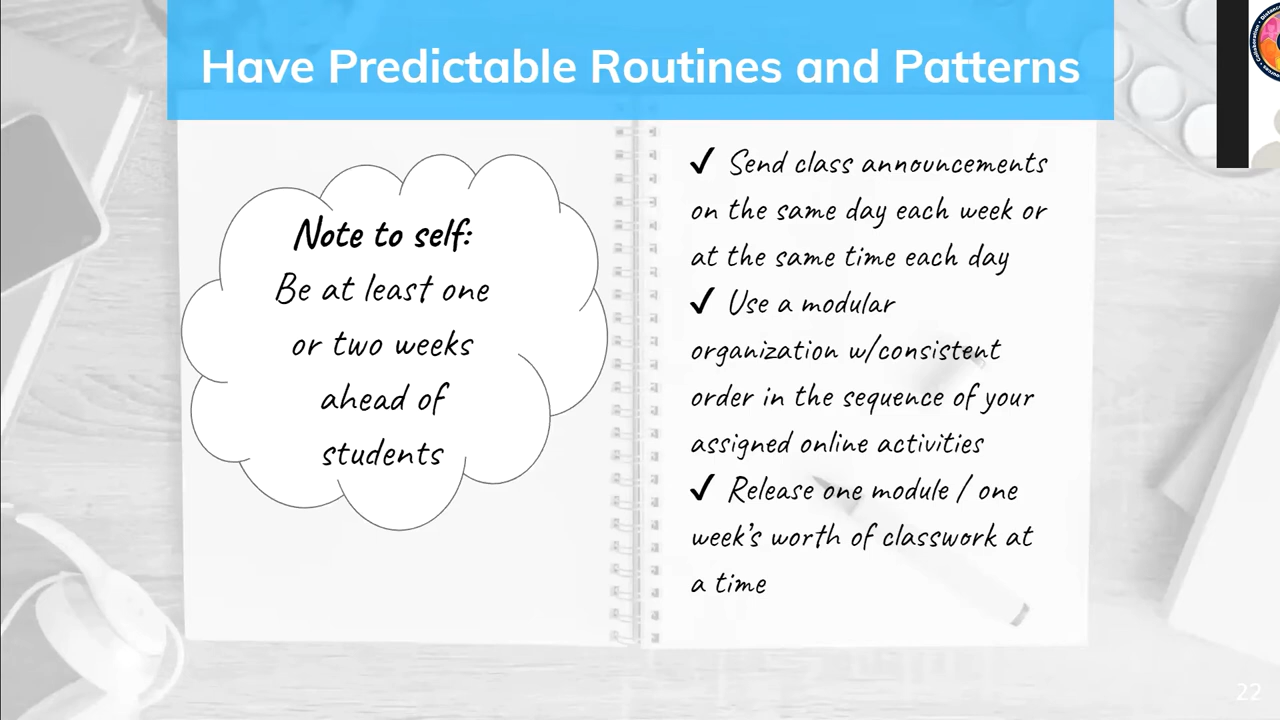 Have Predictable Routines and Patterns
Note to self:
Be at least one
or two weeks
ahead of
students
✓ Send class announcements
on the same day each week or
at the same time each day
✓ Use a modular
organization w/consistent
order in the sequence of your
assigned online activities
✓ Release one module / one
week's worth of classwork at
a time
22